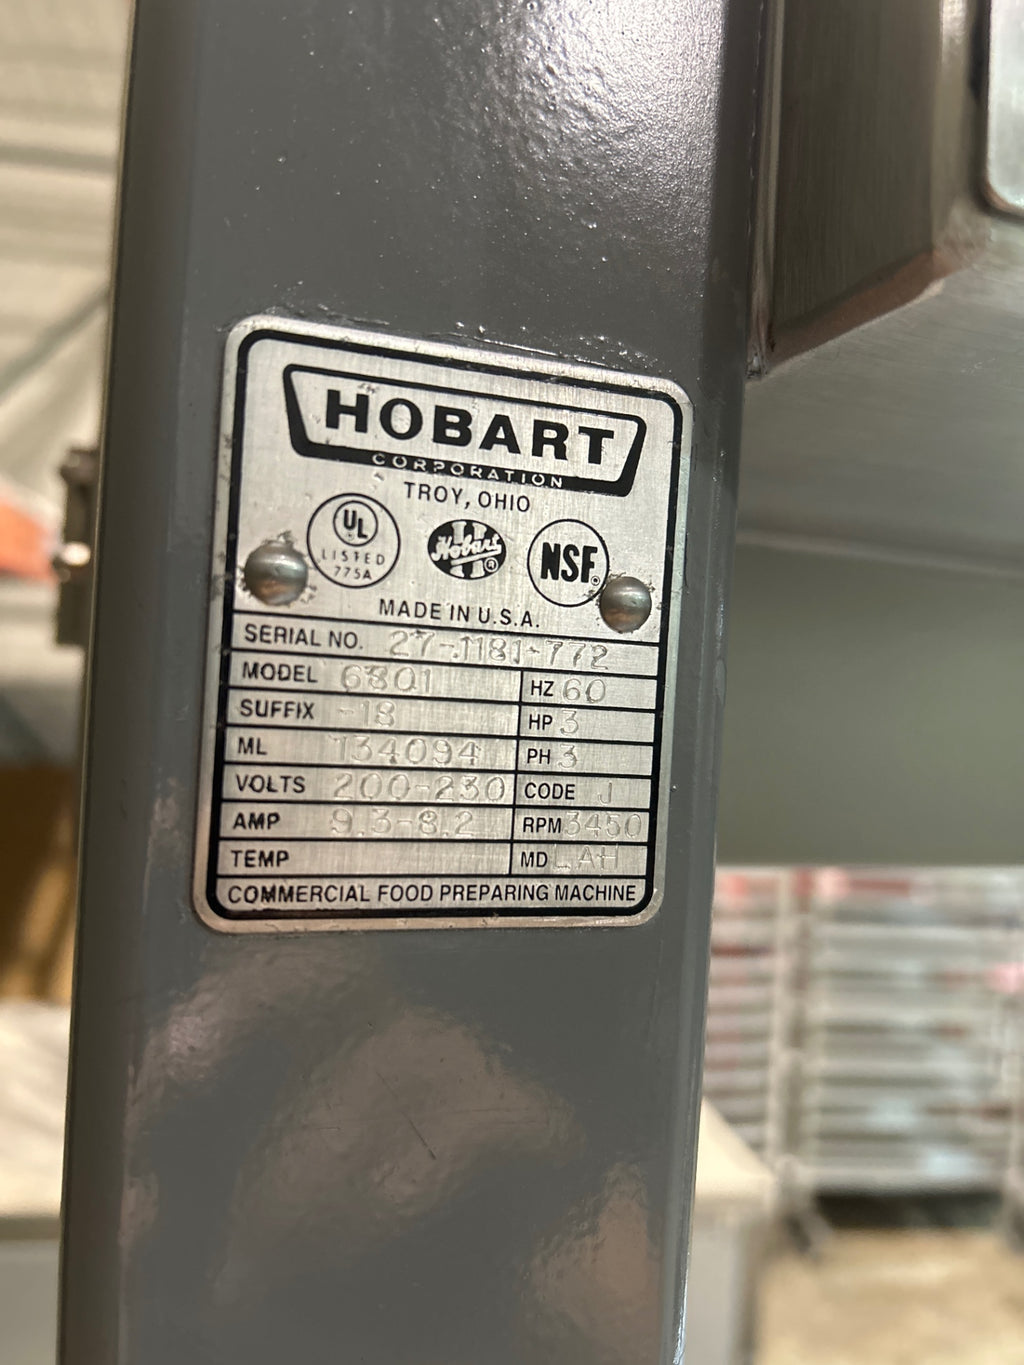 HOBART
CORPORATION
TROY, OHIO
UL
LISTED
775A
Hobart
®
NSF®
MADE IN U.S.A.
SERIAL NO. 27-1181-772
MODEL 6801 HZ 60
SUFFIX -18 HP 3
ML 134094 PH 3
VOLTS 200-230 CODE J
AMP 9.3-8.2 RPM 3450
TEMP MD LAH
COMMERCIAL FOOD PREPARING MACHINE